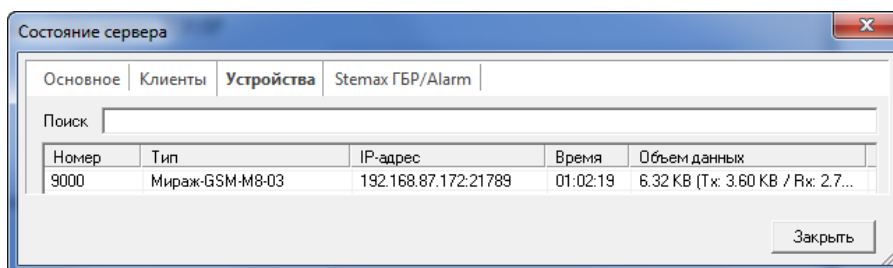 Состояние сервера
Основное Клиенты Устройства Stemax ГБР/Alarm
Поиск
Номер Тип IP-адрес Время Объем данных
9000 Мираж-GSM-M8-03 192.168.87.172:21789 01:02:19 6.32 KB (Tx: 3.60 KB / Rx: 2.7...
Закрыть